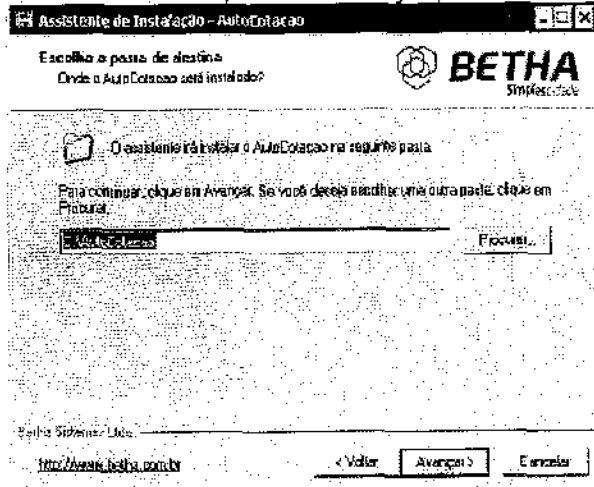 Assistente de Instalação - AutoCotacao
Escolha a pasta de destino
Onde o AutoCotacao será instalado?
BETHA
Simplescidade
O assistente irá instalar o AutoCotacao na seguinte pasta.
Para continuar, clique em Avançar. Se você deseja escolher uma outra pasta, clique em
Procurar.
C:\AutoCotacao
Procurar...
Betha Sistemas Ltda.
http://www.betha.com.br
< Voltar
Avançar >
Cancelar